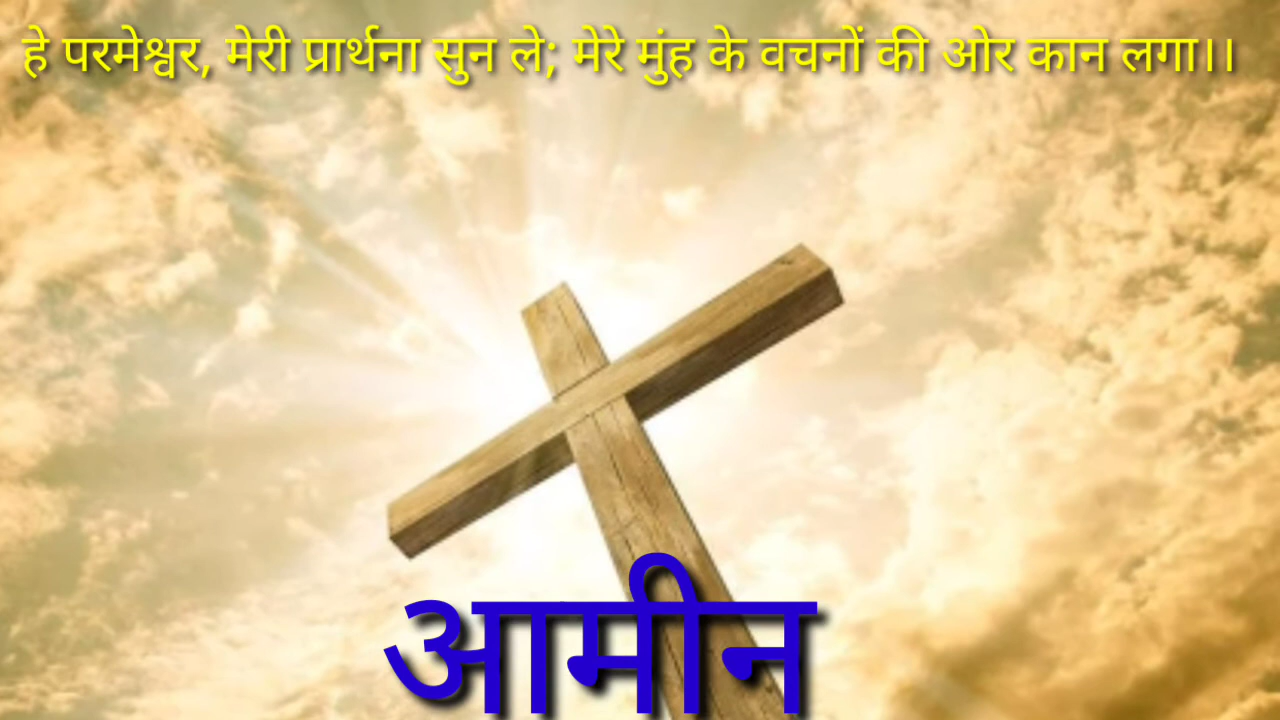 हे परमेश्वर, मेरी प्रार्थना सुन ले; मेरे मुंह के वचनों की ओर कान लगा।।
आमीन